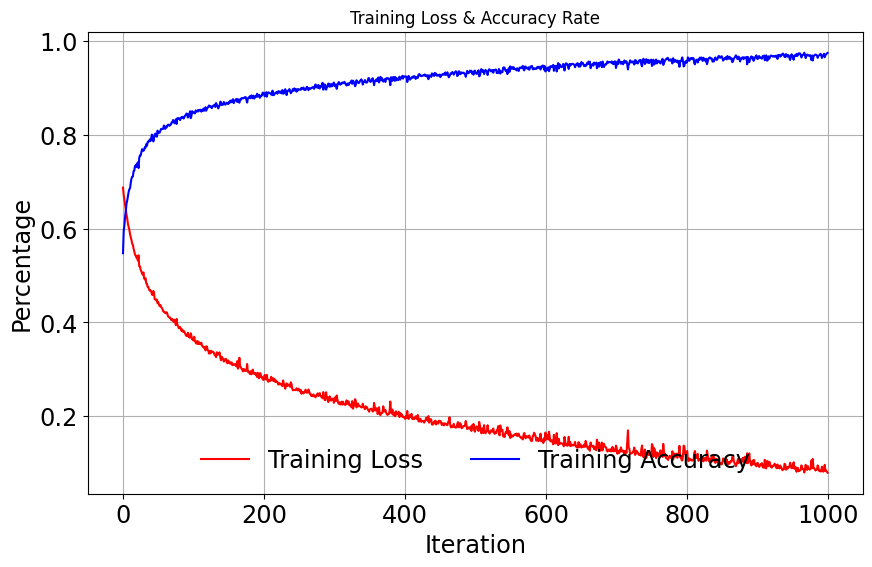 Training Loss & Accuracy Rate
1.0
0.8
0.6
0.4
0.2
Percentage
Training Loss Training Accuracy
0 200 400 600 800 1000
Iteration